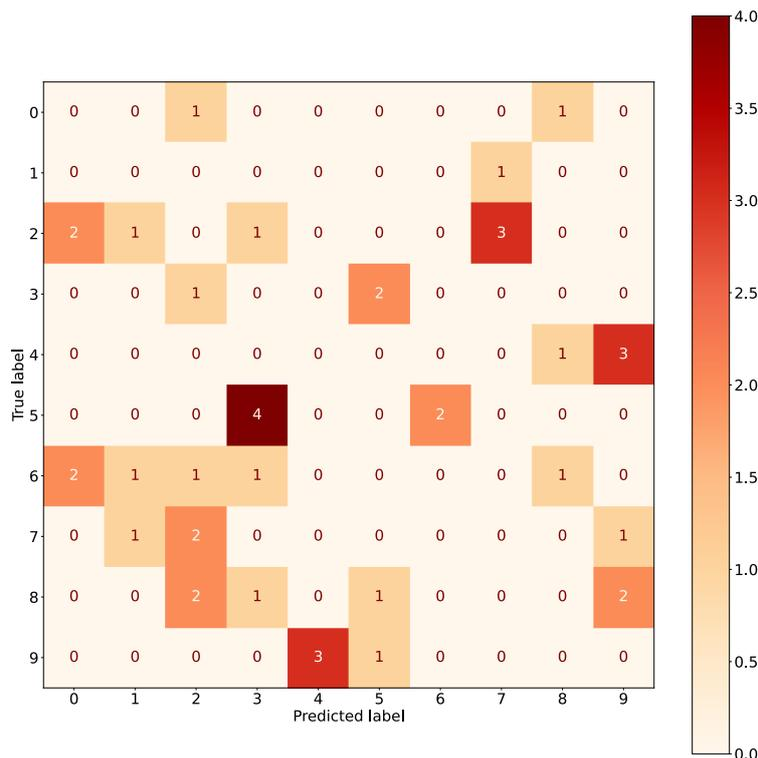 4.0
0 0 0 1 0 0 0 0 0 1 0
3.5
1 0 0 0 0 0 0 0 1 0 0
3.0
2 2 1 0 1 0 0 0 3 0 0
3 0 0 1 0 0 2 0 0 0 0
2.5
4 0 0 0 0 0 0 0 0 1 3
True label
2.0
5 0 0 0 4 0 0 2 0 0 0
6 2 1 1 1 0 0 0 0 1 0
1.5
7 0 1 2 0 0 0 0 0 0 1
1.0
8 0 0 2 1 0 1 0 0 0 2
9 0 0 0 0 3 1 0 0 0 0
0.5
0 1 2 3 4 5 6 7 8 9
Predicted label
0.0